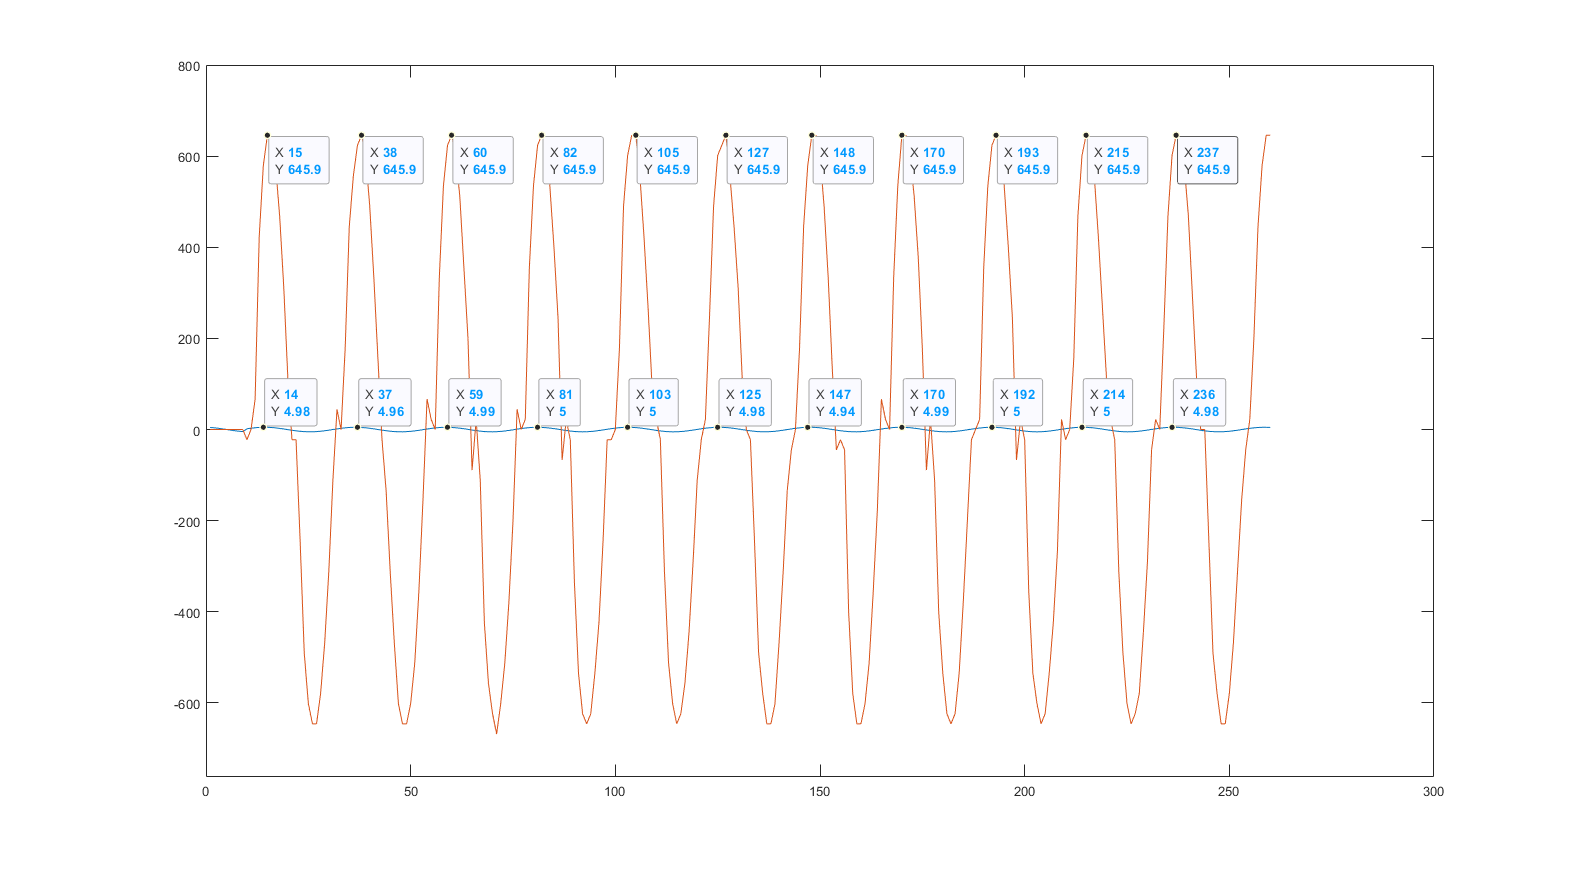 800
600
400
200
0
-200
-400
-600
0
50
100
150
200
250
300
X 15
Y 645.9
X 38
Y 645.9
X 60
Y 645.9
X 82
Y 645.9
X 105
Y 645.9
X 127
Y 645.9
X 148
Y 645.9
X 170
Y 645.9
X 193
Y 645.9
X 215
Y 645.9
X 237
Y 645.9
X 14
Y 4.98
X 37
Y 4.96
X 59
Y 4.99
X 81
Y 5
X 103
Y 5
X 125
Y 4.98
X 147
Y 4.94
X 170
Y 4.99
X 192
Y 5
X 214
Y 5
X 236
Y 4.98